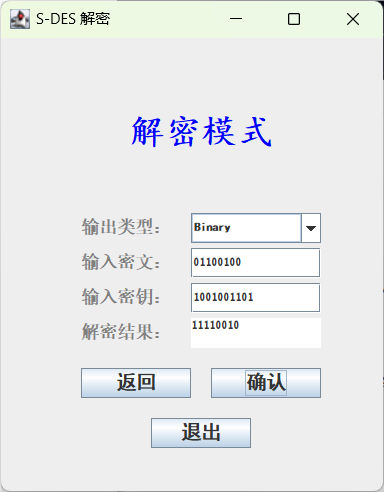 S-DES 解密
解密模式
输出类型： Binary
输入密文： 01100100
输入密钥： 1001001101
解密结果： 11110010
返回 确认
退出